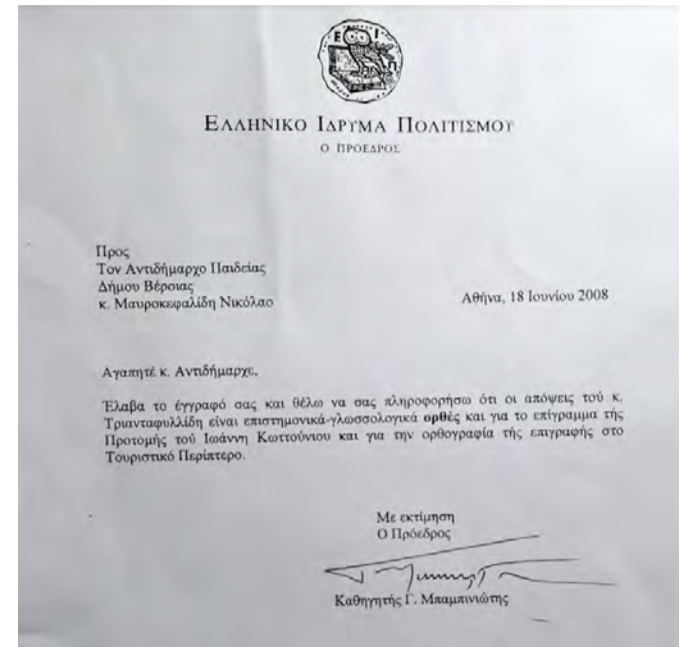 Ε Ι Π
ΕΛΛΗΝΙΚΟ ΙΔΡΥΜΑ ΠΟΛΙΤΙΣΜΟΥ
Ο ΠΡΟΕΔΡΟΣ
Προς
Τον Αντιδήμαρχο Παιδείας
Δήμου Βέροιας
κ. Μαυροκεφαλίδη Νικόλαο
Αθήνα, 18 Ιουνίου 2008
Αγαπητέ κ. Αντιδήμαρχε,
Έλαβα το έγγραφό σας και θέλω να σας πληροφορήσω ότι οι απόψεις τού κ.
Τριανταφυλλίδη είναι επιστημονικά-γλωσσολογικά ορθές και για το επίγραμμα τής
Προτομής τού Ιωάννη Κωττούνιου και για την ορθογραφία τής επιγραφής στο
Τουριστικό Περίπτερο.
Με εκτίμηση
Ο Πρόεδρος
Καθηγητής Γ. Μπαμπινιώτης